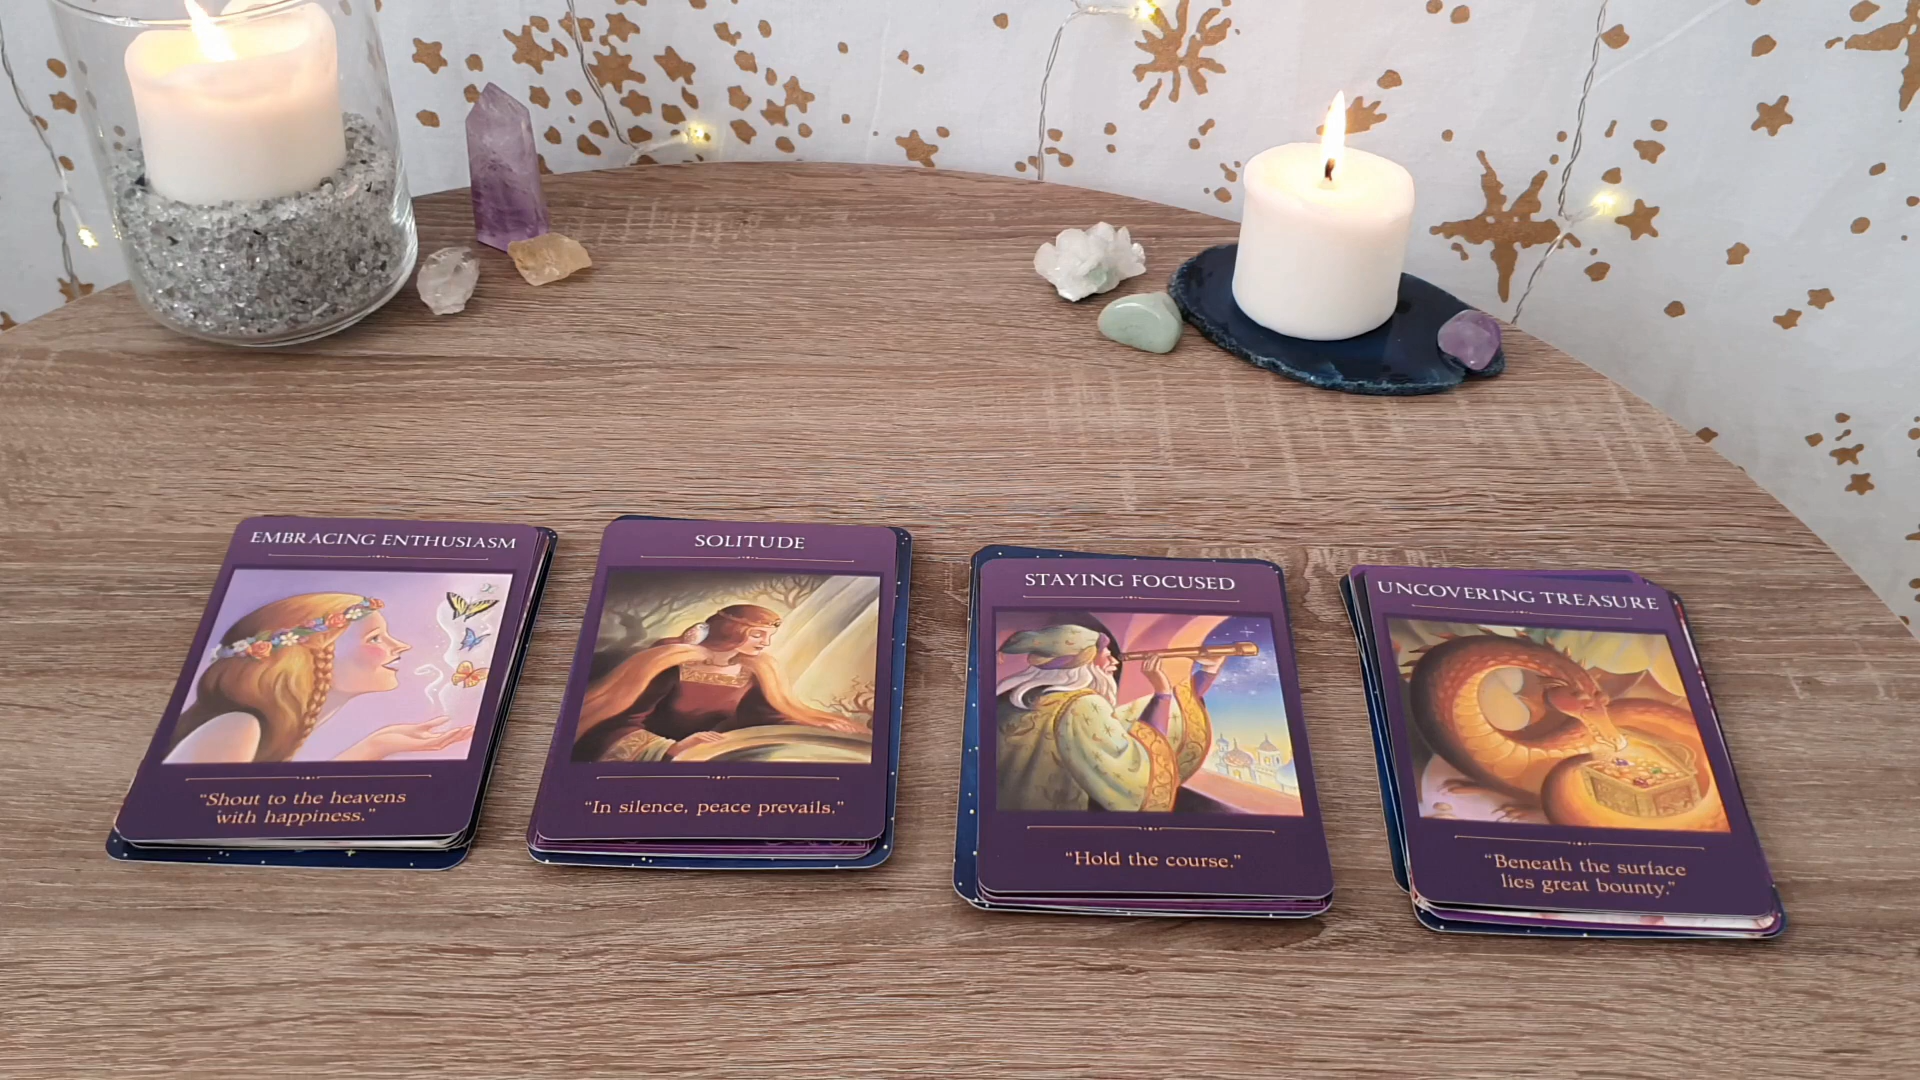 EMBRACING ENTHUSIASM
“Shout to the heavens
with happiness.”
SOLITUDE
“In silence, peace prevails.”
STAYING FOCUSED
“Hold the course.”
UNCOVERING TREASURE
“Beneath the surface
lies great bounty.”